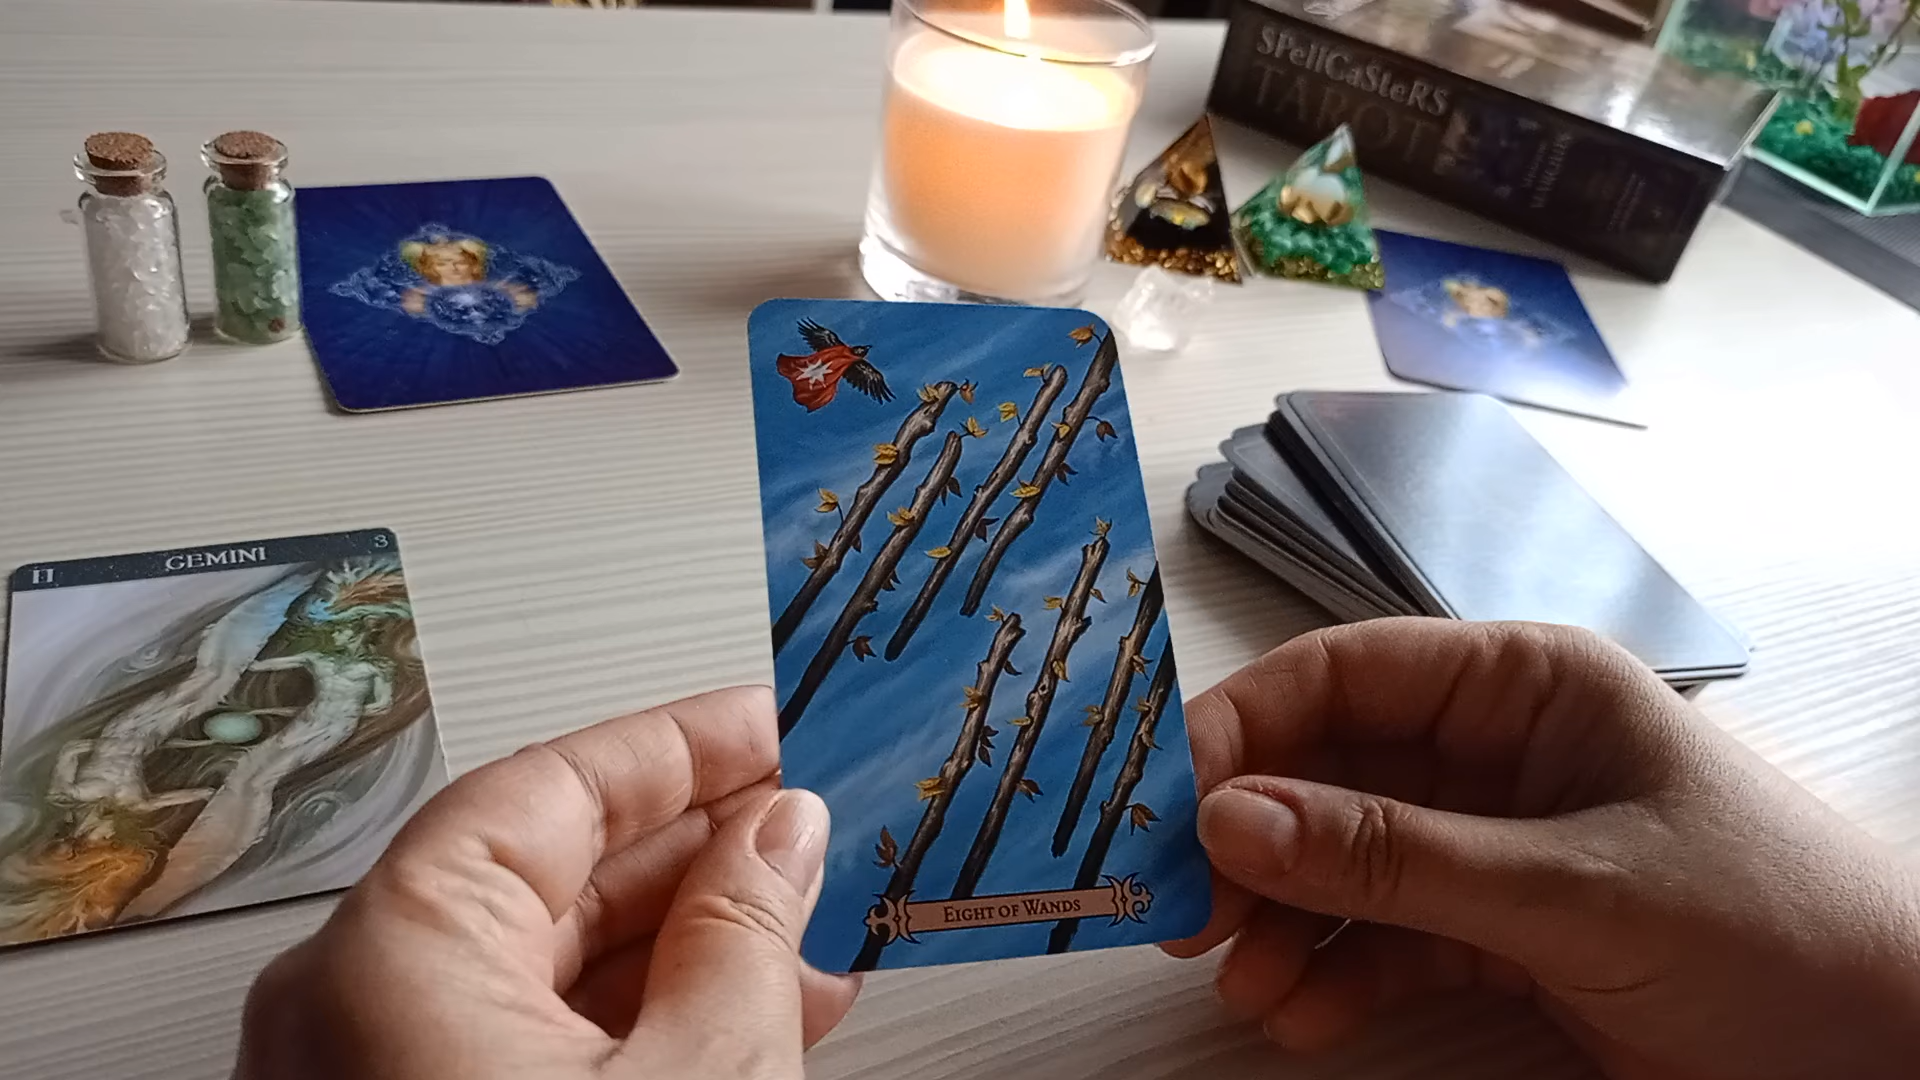 SPellCaSteRS
TAROT
GEMINI
3
EIGHT OF WANDS